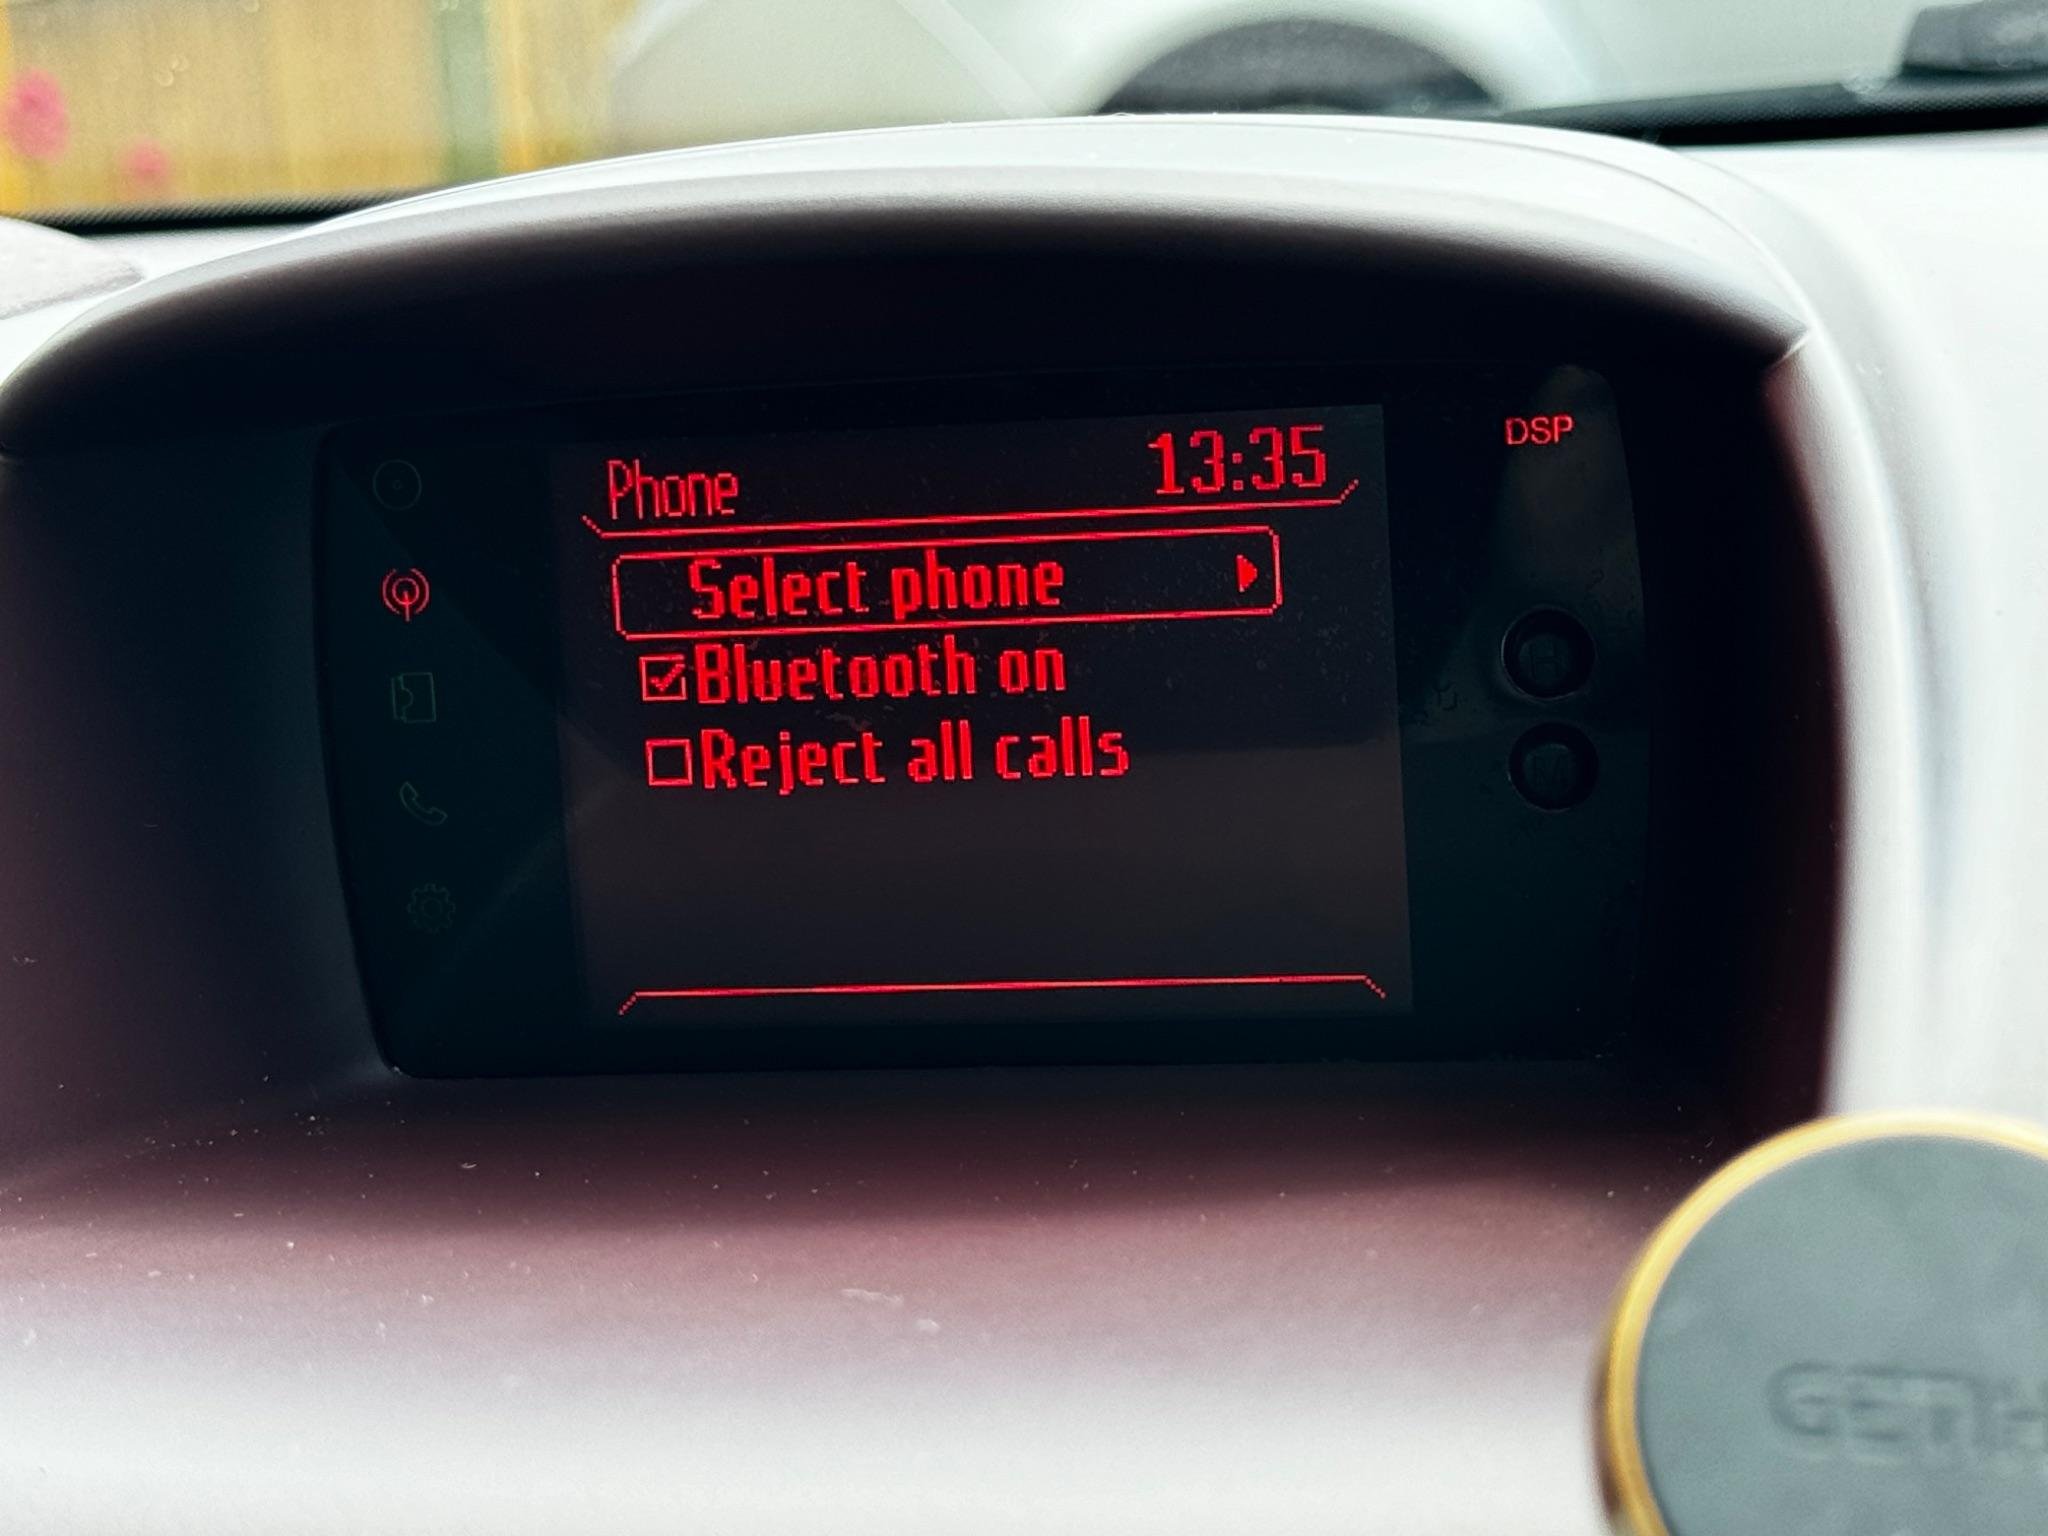 Phone 13:35
DSP
Select phone
Bluetooth on
Reject all calls
H
M